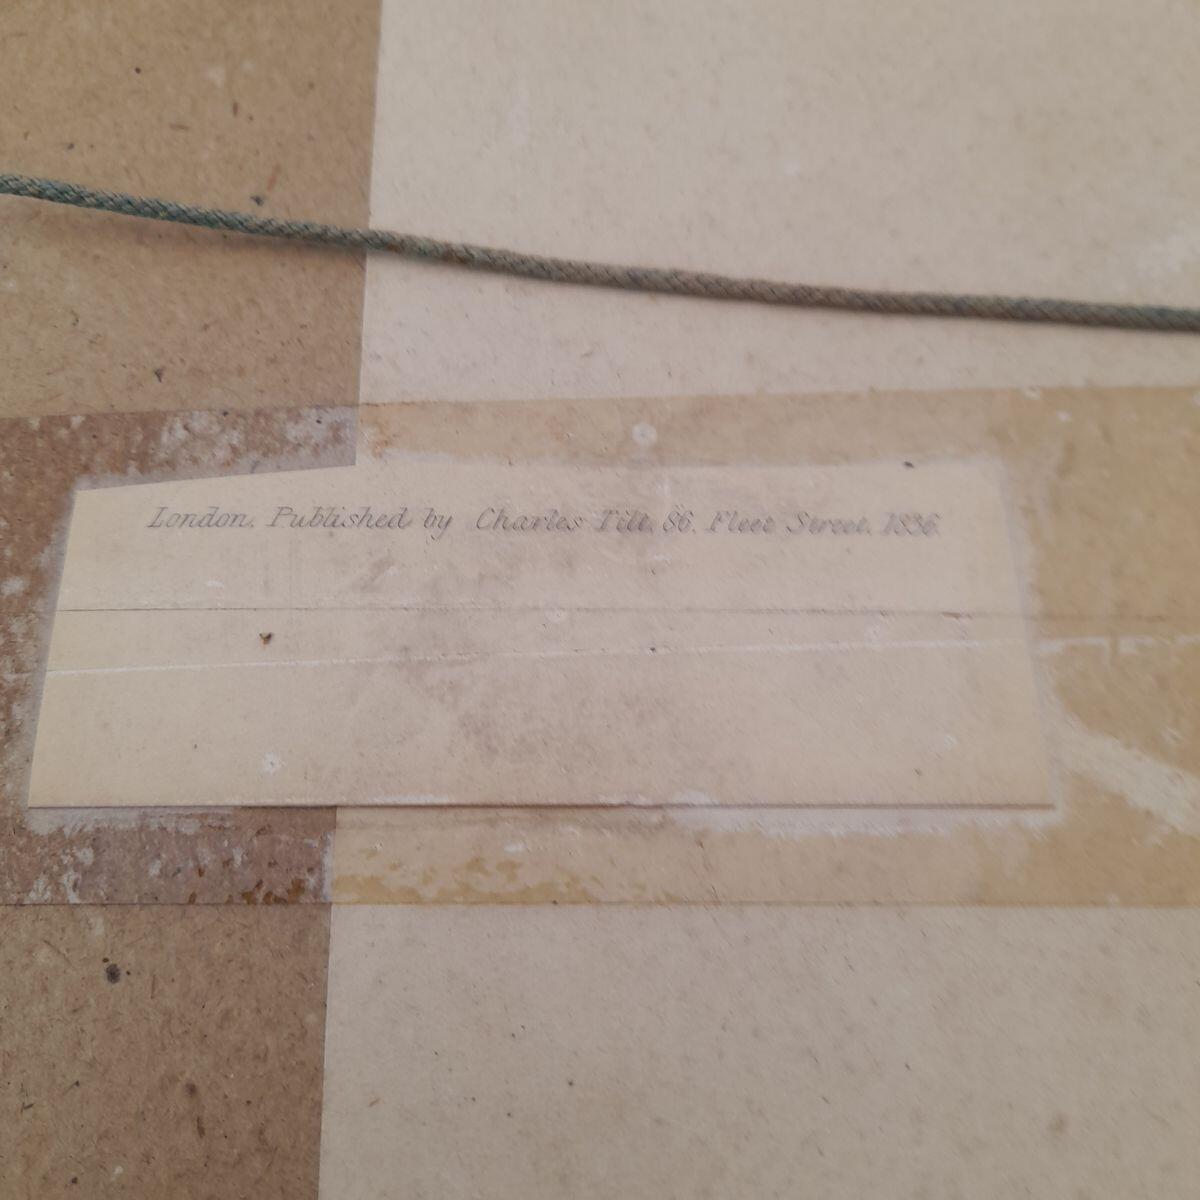 London. Published by Charles Tilt, 86. Fleet Street. 1836.